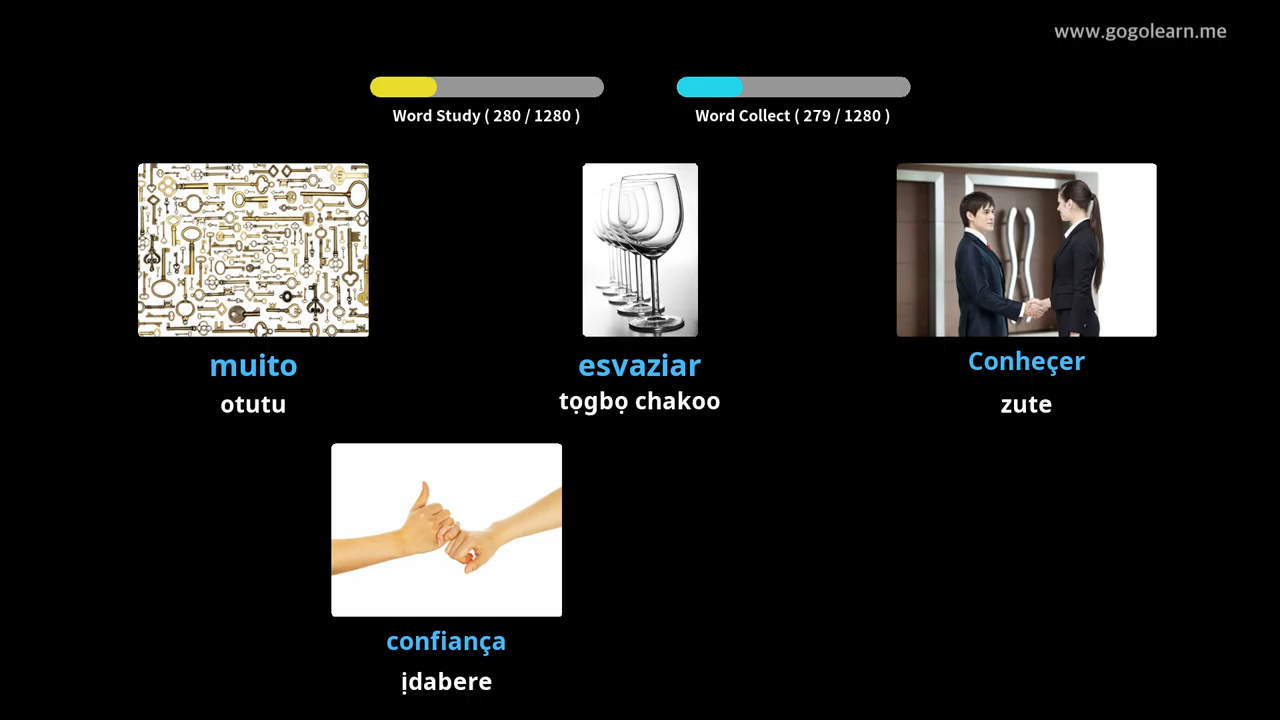 www.gogolearn.me
Word Study ( 280 / 1280 )
Word Collect ( 279 / 1280 )
muito
esvaziar
Conheçer
otutu
tọgbọ chakoo
zute
confiança
ịdabere